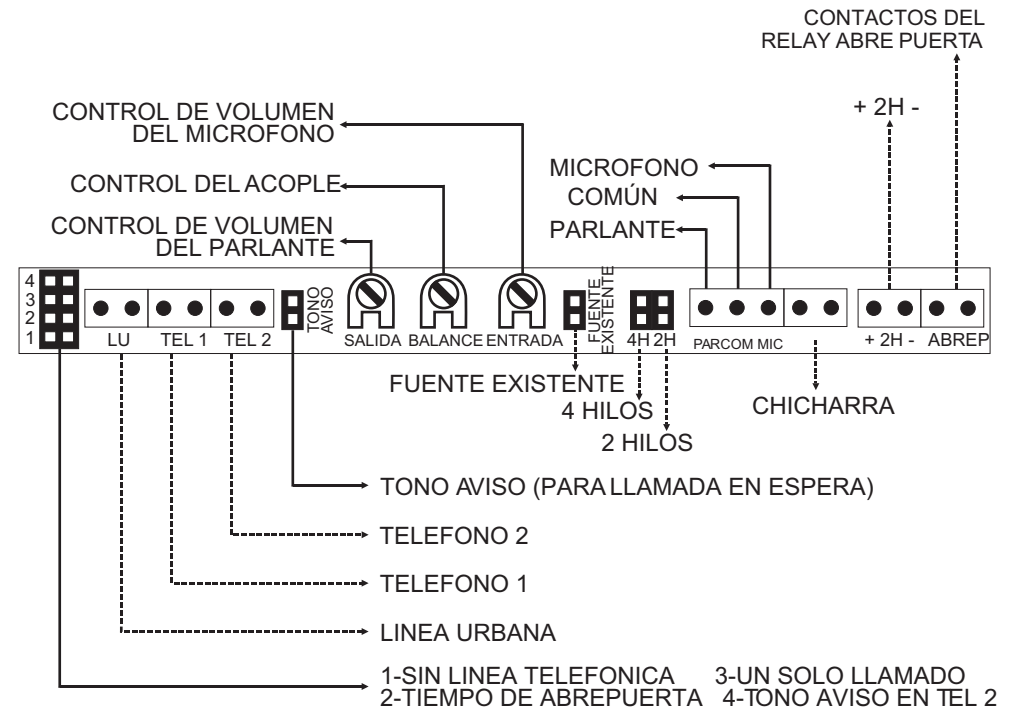 CONTACTOS DEL
RELAY ABRE PUERTA
+ 2H -
CONTROL DE VOLUMEN
DEL MICROFONO
MICROFONO
CONTROL DEL ACOPLE
COMÚN
CONTROL DE VOLUMEN
DEL PARLANTE
PARLANTE
4
3
2
1
LU
TEL 1
TEL 2
TONO
AVISO
SALIDA
BALANCE
ENTRADA
FUENTE
EXISTENTE
4H
2H
PARCOM MIC
+ 2H -
ABREP
FUENTE EXISTENTE
4 HILOS
2 HILOS
CHICHARRA
TONO AVISO (PARA LLAMADA EN ESPERA)
TELEFONO 2
TELEFONO 1
LINEA URBANA
1-SIN LINEA TELEFONICA 3-UN SOLO LLAMADO
2-TIEMPO DE ABREPUERTA 4-TONO AVISO EN TEL 2